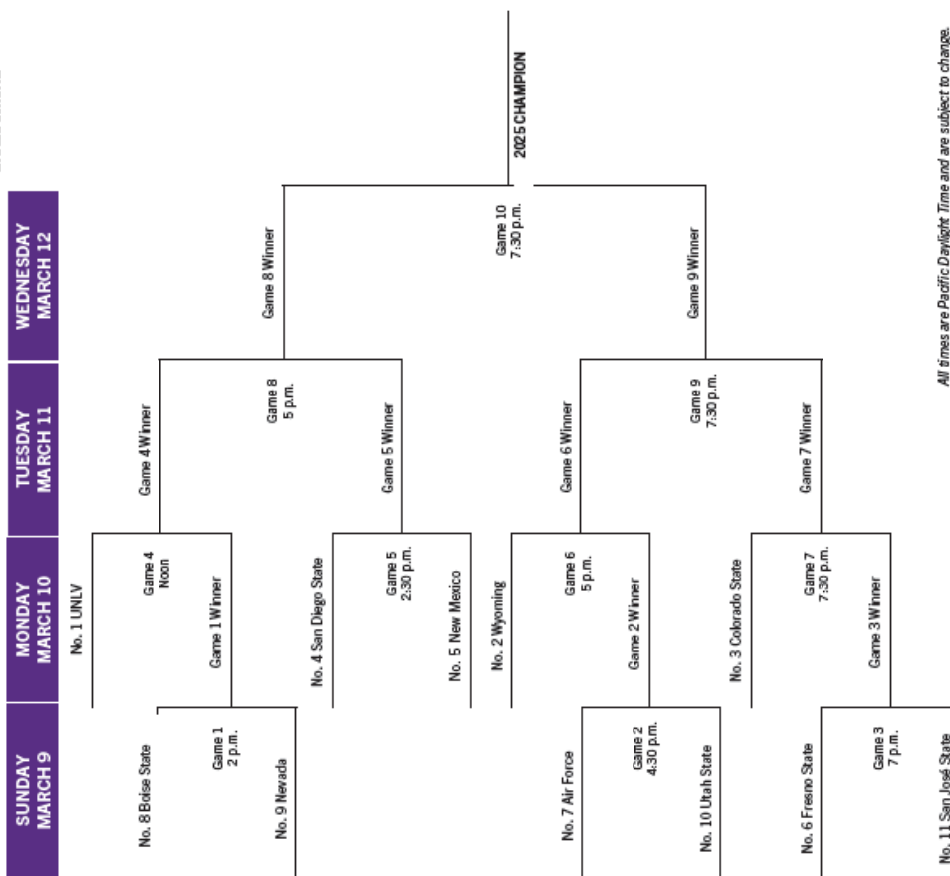 SUNDAY
MARCH 9
MONDAY
MARCH 10
TUESDAY
MARCH 11
WEDNESDAY
MARCH 12
No. 8 Boise State
Game 1
2 p.m.
No. 9 Nevada
No. 7 Air Force
Game 2
4:30 p.m.
No. 10 Utah State
No. 6 Fresno State
Game 3
7 p.m.
No. 11 San José State
No. 1 UNLV
Game 4
Noon
Game 1 Winner
No. 4 San Diego State
Game 5
2:30 p.m.
No. 5 New Mexico
No. 2 Wyoming
Game 6
5 p.m.
Game 2 Winner
No. 3 Colorado State
Game 7
7:30 p.m.
Game 3 Winner
Game 4 Winner
Game 8
5 p.m.
Game 5 Winner
Game 6 Winner
Game 9
7:30 p.m.
Game 7 Winner
Game 8 Winner
Game 10
7:30 p.m.
Game 9 Winner
2025 CHAMPION
All times are Pacific Daylight Time and are subject to change.